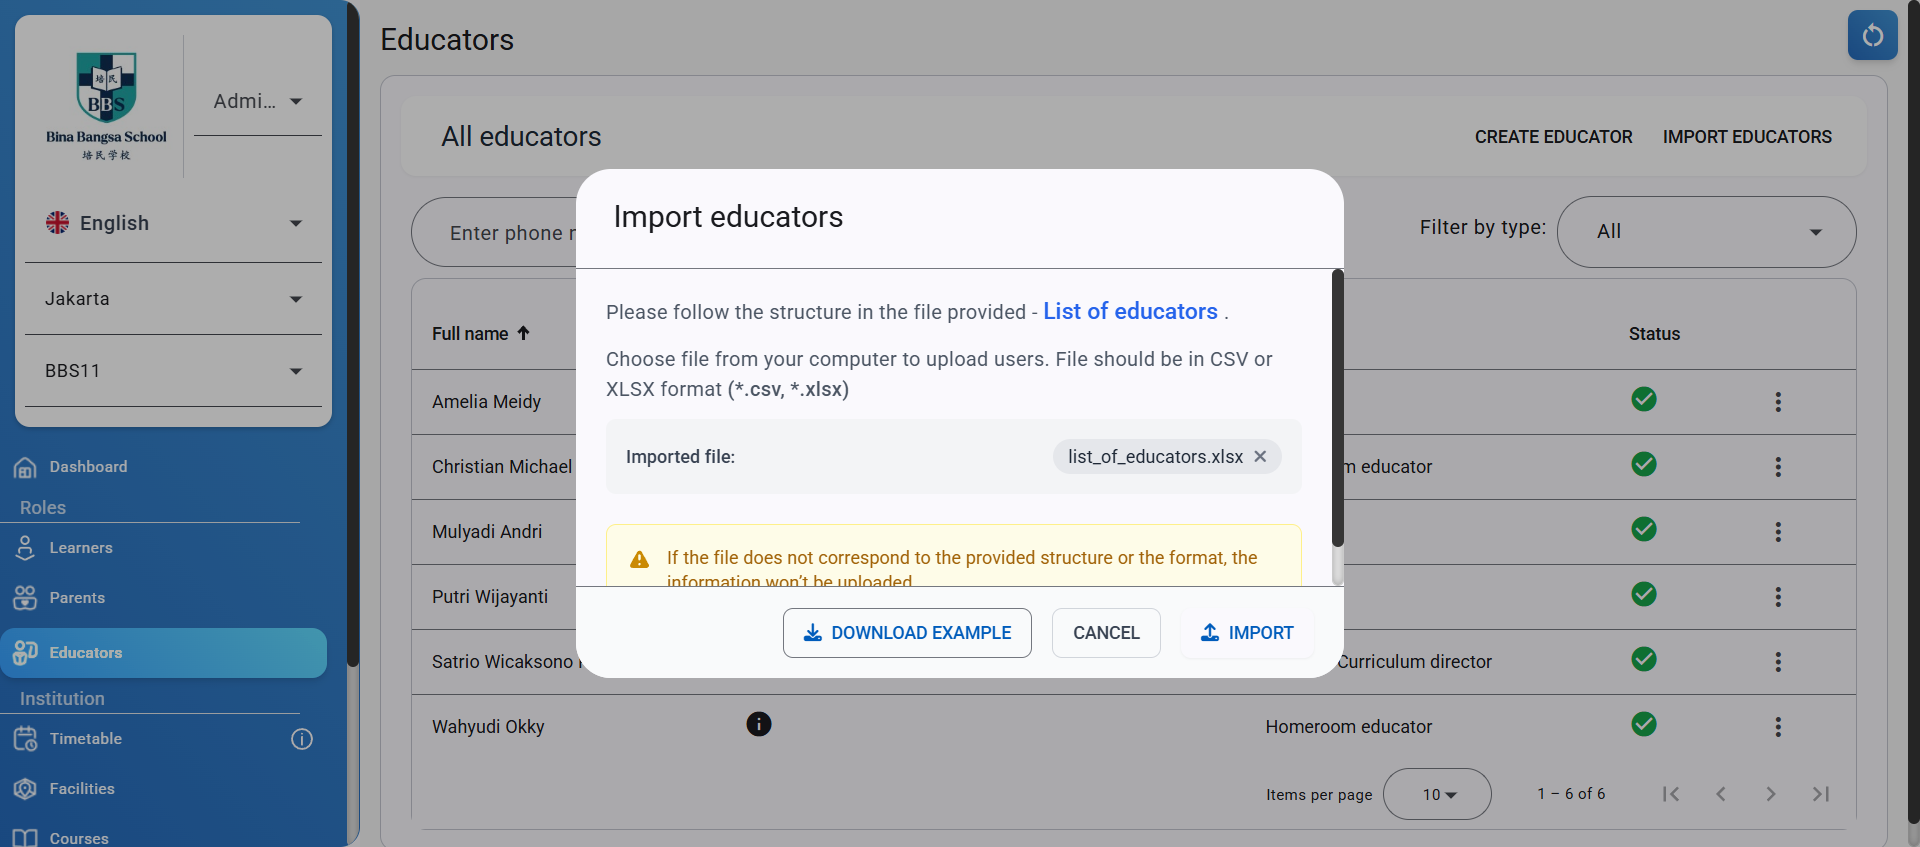 BBS
Bina Bangsa School
培民学校
Admi...
English
Jakarta
BBS11
Dashboard
Roles
Learners
Parents
Educators
Institution
Timetable
Facilities
Courses
Educators
All educators
CREATE EDUCATOR
IMPORT EDUCATORS
Enter phone
Filter by type:
All
Full name
Status
Amelia Meidy
Christian Michael
educator
Mulyadi Andri
Putri Wijayanti
Satrio Wicaksono
Curriculum director
Wahyudi Okky
Homeroom educator
Items per page
10
1 – 6 of 6
Import educators
Please follow the structure in the file provided - List of educators .
Choose file from your computer to upload users. File should be in CSV or
XLSX format (*.csv, *.xlsx)
Imported file:
list_of_educators.xlsx
If the file does not correspond to the provided structure or the format, the
information won't be uploaded
DOWNLOAD EXAMPLE
CANCEL
IMPORT